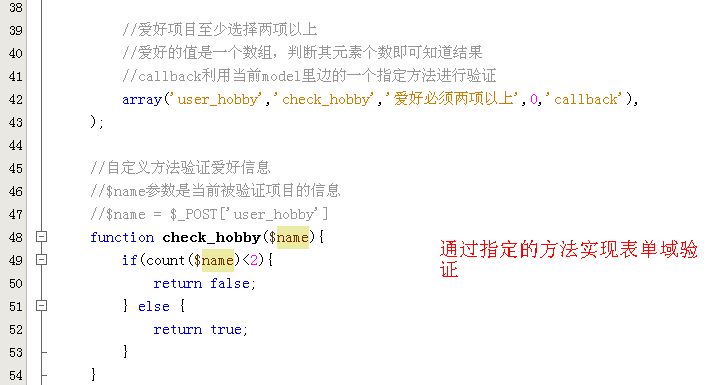 38
39 //爱好项目至少选择两项以上
40 //爱好的值是一个数组，判断其元素个数即可知道结果
41 //callback利用当前model里边的一个指定方法进行验证
42 array('user_hobby','check_hobby','爱好必须两项以上',0,'callback'),
43 );
44
45 //自定义方法验证爱好信息
46 //$name参数是当前被验证项目的信息
47 //$name = $_POST['user_hobby']
48 function check_hobby($name){
49 if(count($name)<2){
50 return false;
51 } else {
52 return true;
53 }
54 }
通过指定的方法实现表单域验
证